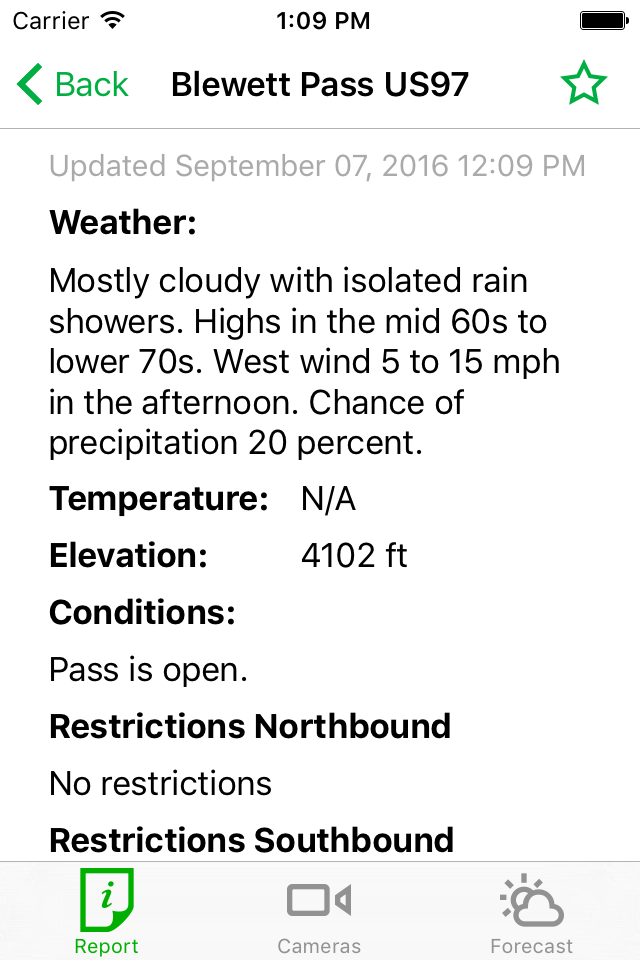 Carrier 1:09 PM
Back Blewett Pass US97
Updated September 07, 2016 12:09 PM
Weather:
Mostly cloudy with isolated rain
showers. Highs in the mid 60s to
lower 70s. West wind 5 to 15 mph
in the afternoon. Chance of
precipitation 20 percent.
Temperature: N/A
Elevation: 4102 ft
Conditions:
Pass is open.
Restrictions Northbound
No restrictions
Restrictions Southbound
i
Report Cameras Forecast